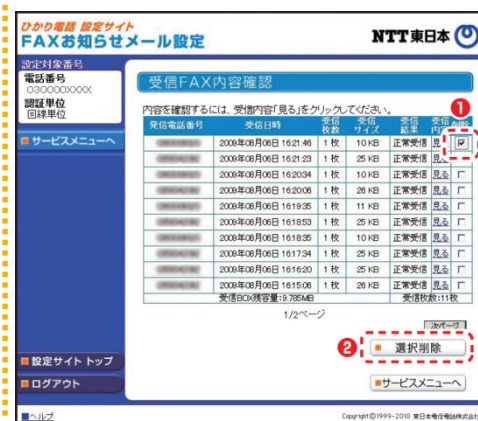 ひかり電話 設定サイト
FAXお知らせメール設定
NTT東日本
設定対象番号
電話番号
030000XXXX
認証単位
回線単位
サービスメニューへ
受信FAX内容確認
内容を確認するには、受信内容「見る」をクリックしてください。
発信電話番号 受信日時 受信枚数 受信サイズ 受信結果 受信内容 削除
1
2009年08月06日 16:21:46 1枚 10KB 正常受信 見る
2009年08月06日 16:21:23 1枚 25KB 正常受信 見る
2009年08月06日 16:20:34 1枚 10KB 正常受信 見る
2009年08月06日 16:20:06 1枚 26KB 正常受信 見る
2009年08月06日 16:19:35 1枚 11KB 正常受信 見る
2009年08月06日 16:18:53 1枚 25KB 正常受信 見る
2009年08月06日 16:18:35 1枚 10KB 正常受信 見る
2009年08月06日 16:17:34 1枚 25KB 正常受信 見る
2009年08月06日 16:16:20 1枚 25KB 正常受信 見る
2009年08月06日 16:15:06 1枚 26KB 正常受信 見る
受信BOX残容量:9.785MB 受信枚数:11枚
1/2ページ
次ページ
2
選択削除
設定サイト トップ
ログアウト
サービスメニューへ
ヘルプ
Copyright©1999-2010 東日本電信電話株式会社